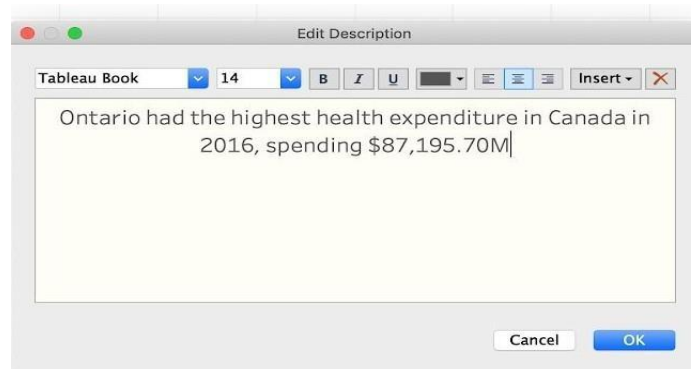 Edit Description
Tableau Book 14 B I U Insert
Ontario had the highest health expenditure in Canada in
2016, spending $87,195.70M
Cancel OK